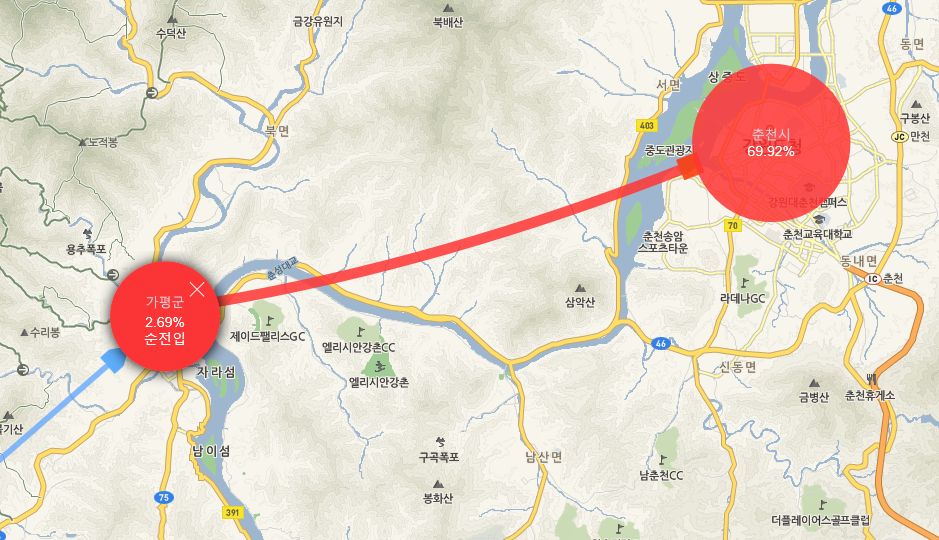 46
수덕산
금강유원지
북배산
동면
상중도
서면
구봉산
403
북면
JC 만천
노적봉
춘천시
69.92%
중도관광지
강원대춘천캠퍼스
70
춘천교육대학교
용추폭포
춘천송암
스포츠타운
동내면
춘성대교
IC 춘천
가평군
2.69%
순전입
삼악산
라데나GC
수리봉
제이드팰리스GC
엘리시안강촌CC
46
자라섬
엘리시안강촌
신동면
금병산
춘천휴게소
남이섬
구곡폭포
남산면
남춘천CC
75
봉화산
391
더플레이어스골프클럽